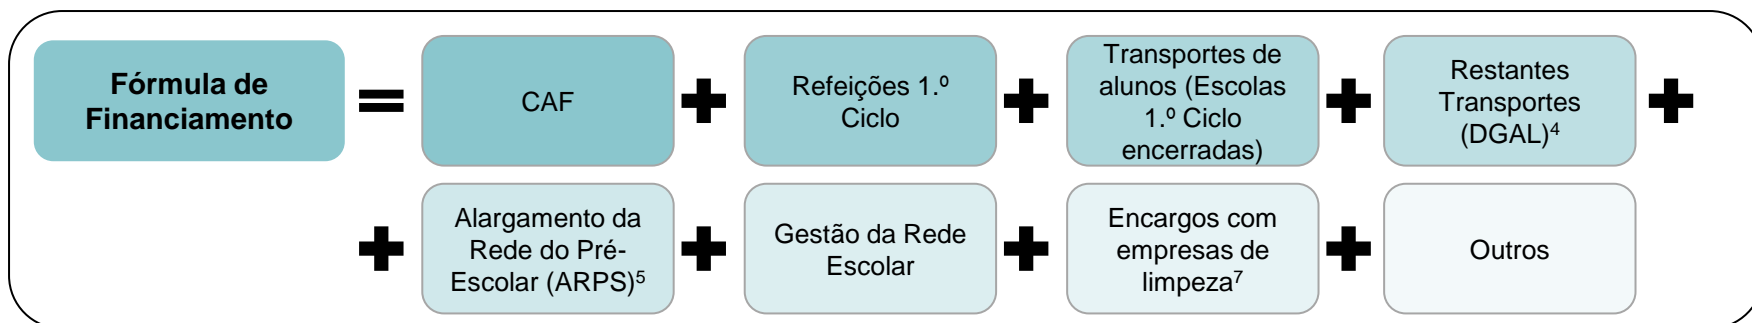 Fórmula de
Financiamento
=
CAF
+
Refeições 1.º
Ciclo
+
Transportes de
alunos (Escolas
1.º Ciclo
encerradas)
+
Restantes
Transportes
(DGAL)⁴
+
+
Alargamento da
Rede do Pré-
Escolar (ARPS)⁵
+
Gestão da Rede
Escolar
+
Encargos com
empresas de
limpeza⁷
+
Outros